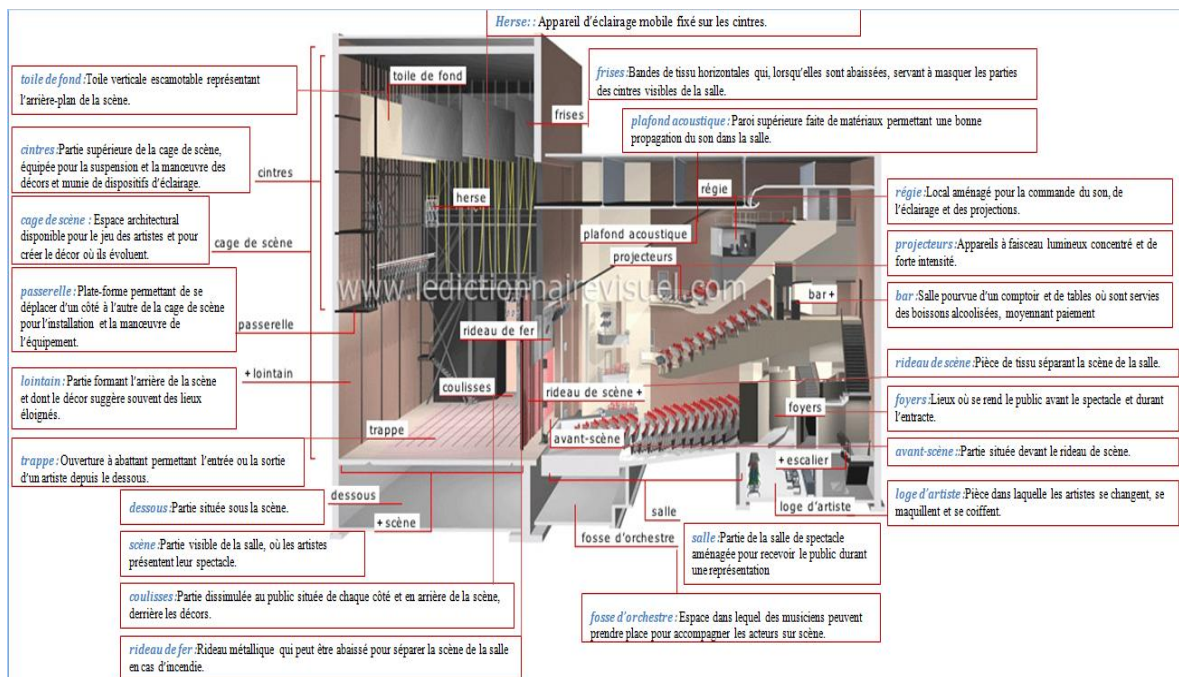 Herse: : Appareil d'éclairage mobile fixé sur les cintres.
toile de fond :Toile verticale escamotable représentant
l'arrière-plan de la scène.
toile de fond
frises :Bandes de tissu horizontales qui, lorsqu'elles sont abaissées, servant à masquer les parties
des cintres visibles de la salle.
frises
plafond acoustique : Paroi supérieure faite de matériaux permettant une bonne
propagation du son dans la salle.
cintres :Partie supérieure de la cage de scène,
équipée pour la suspension et la manœuvre des
décors et munie de dispositifs d'éclairage.
cintres
herse
régie
régie :Local aménagé pour la commande du son, de
l'éclairage et des projections.
cage de scène : Espace architectural
disponible pour le jeu des artistes et pour
créer le décor où ils évoluent.
cage de scène
plafond acoustique
projecteurs
projecteurs : Appareils à faisceau lumineux concentré et de
forte intensité.
www.ledictionnairevisuel.com
passerelle : Plate-forme permettant de se
déplacer d'un côté à l'autre de la cage de scène
pour l'installation et la manœuvre de
l'équipement.
passerelle
bar +
bar : Salle pourvue d'un comptoir et de tables où sont servies
des boissons alcoolisées, moyennant paiement
rideau de fer
rideau de scène : Pièce de tissu séparant la scène de la salle.
lointain : Partie formant l'arrière de la scène
et dont le décor suggère souvent des lieux
éloignés.
+ lointain
coulisses
rideau de scène +
foyers
foyers : Lieux où se rend le public avant le spectacle et durant
l'entracte.
trappe
avant-scène
avant-scène ::Partie située devant le rideau de scène.
trappe : Ouverture à abattant permettant l'entrée ou la sortie
d'un artiste depuis le dessous.
+ escalier
loge d'artiste : Pièce dans laquelle les artistes se changent, se
maquillent et se coiffent.
dessous
dessous : Partie située sous la scène.
+ scène
salle
loge d'artiste
fosse d'orchestre
scène : Partie visible de la salle, où les artistes
présentent leur spectacle.
salle : Partie de la salle de spectacle
aménagée pour recevoir le public durant
une représentation
coulisses :Partie dissimulée au public située de chaque côté et en arrière de la scène,
derrière les décors.
fosse d'orchestre : Espace dans lequel des musiciens peuvent
prendre place pour accompagner les acteurs sur scène.
rideau de fer : Rideau métallique qui peut être abaissé pour séparer la scène de la salle
en cas d'incendie.